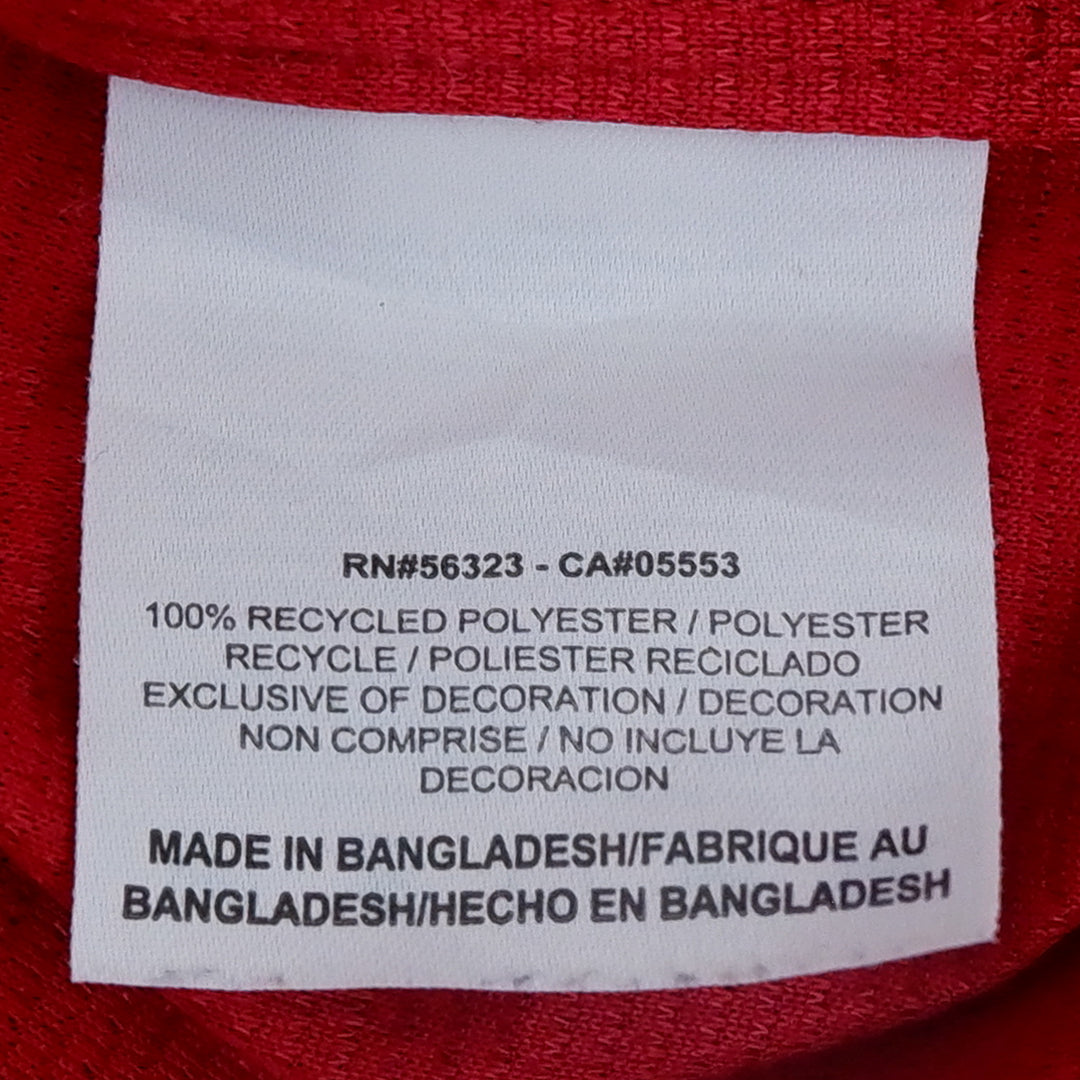 RN#56323 - CA#05553
100% RECYCLED POLYESTER / POLYESTER
RECYCLE / POLIESTER RECICLADO
EXCLUSIVE OF DECORATION / DECORATION
NON COMPRISE / NO INCLUYE LA
DECORACION
MADE IN BANGLADESH/FABRIQUE AU
BANGLADESH/HECHO EN BANGLADESH